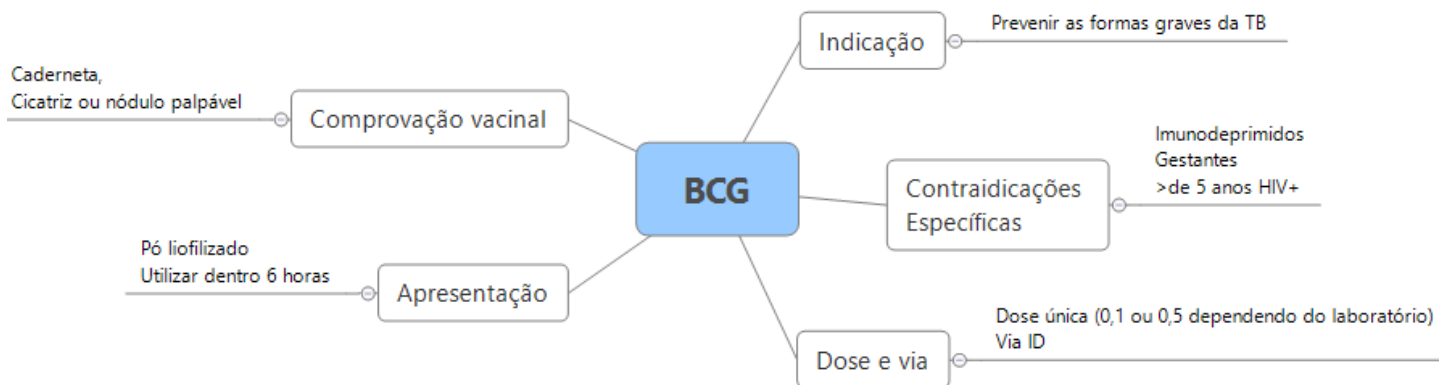 BCG
Indicação
Prevenir as formas graves da TB
Contraidicações
Específicas
Imunodeprimidos
Gestantes
>de 5 anos HIV+
Dose e via
Dose única (0,1 ou 0,5 dependendo do laboratório)
Via ID
Apresentação
Pó liofilizado
Utilizar dentro 6 horas
Comprovação vacinal
Caderneta,
Cicatriz ou nódulo palpável